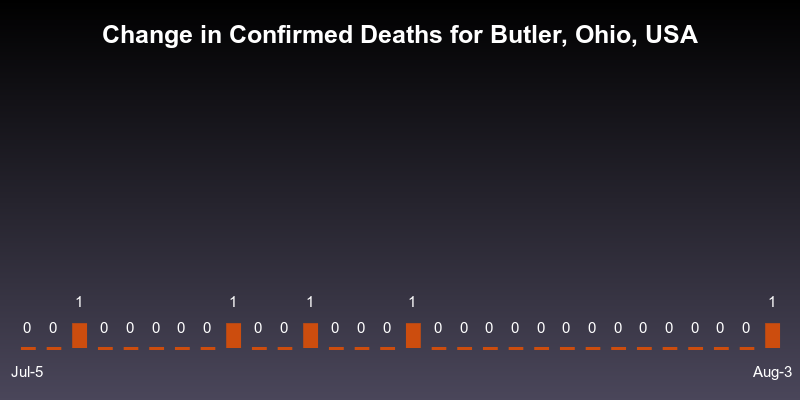 Change in Confirmed Deaths for Butler, Ohio, USA
1 1 1 1 1
0 0 0 0 0 0 0 0 0 0 0 0 0 0 0 0 0 0 0 0 0 0 0 0 0
Jul-5 Aug-3